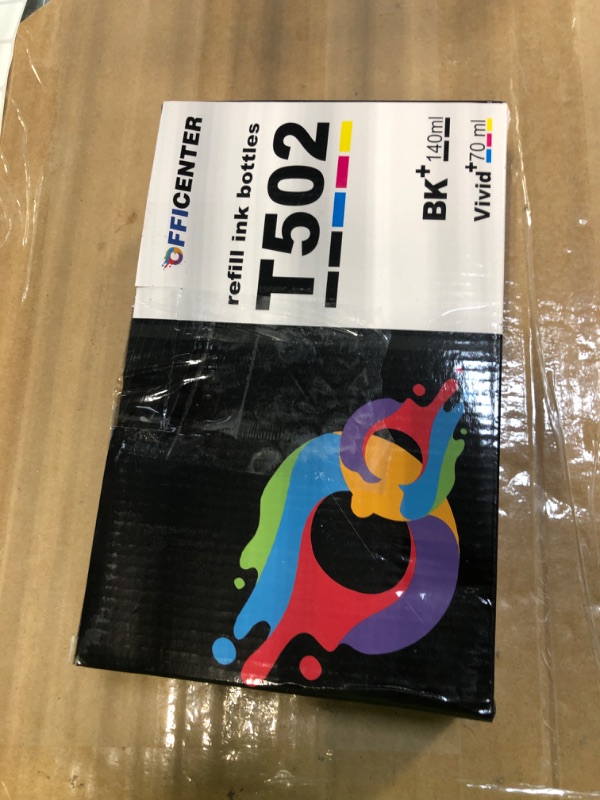 OFFICENTER
refill ink bottles
T502
BK+ 140ml
Vivid+ 70 ml